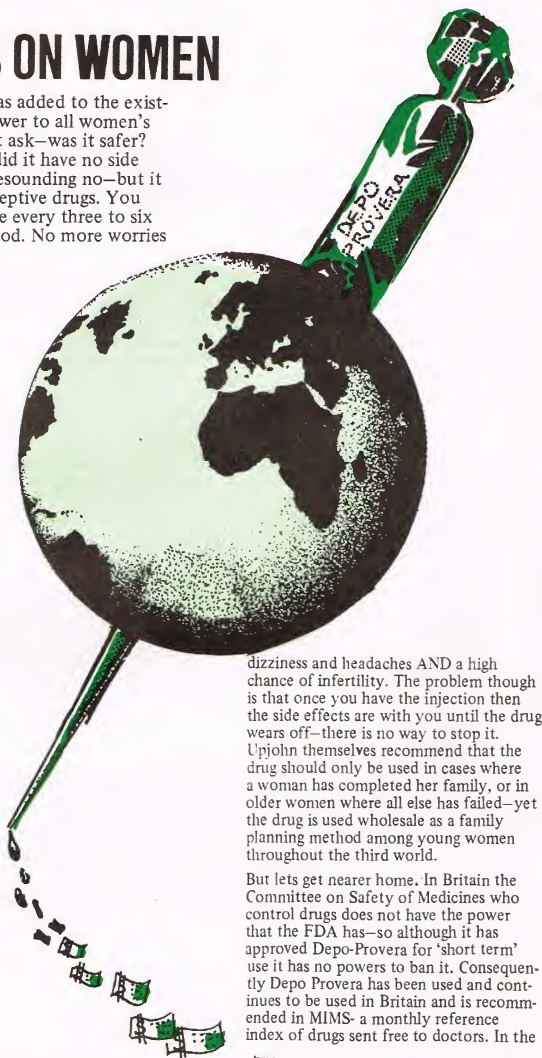 S ON WOMEN
as added to the exist-
wer to all women's
t ask—was it safer?
did it have no side
esounding no—but it
eptive drugs. You
e every three to six
od. No more worries
DEPO
PROVERA
dizziness and headaches AND a high
chance of infertility. The problem though
is that once you have the injection then
the side effects are with you until the drug
wears off—there is no way to stop it.
Upjohn themselves recommend that the
drug should only be used in cases where
a woman has completed her family, or in
older women where all else has failed—yet
the drug is used wholesale as a family
planning method among young women
throughout the third world.
But lets get nearer home. In Britain the
Committee on Safety of Medicines who
control drugs does not have the power
that the FDA has—so although it has
approved Depo-Provera for 'short term'
use it has no powers to ban it. Consequen-
tly Depo Provera has been used and cont-
inues to be used in Britain and is recomm-
ended in MIMS- a monthly reference
index of drugs sent free to doctors. In the